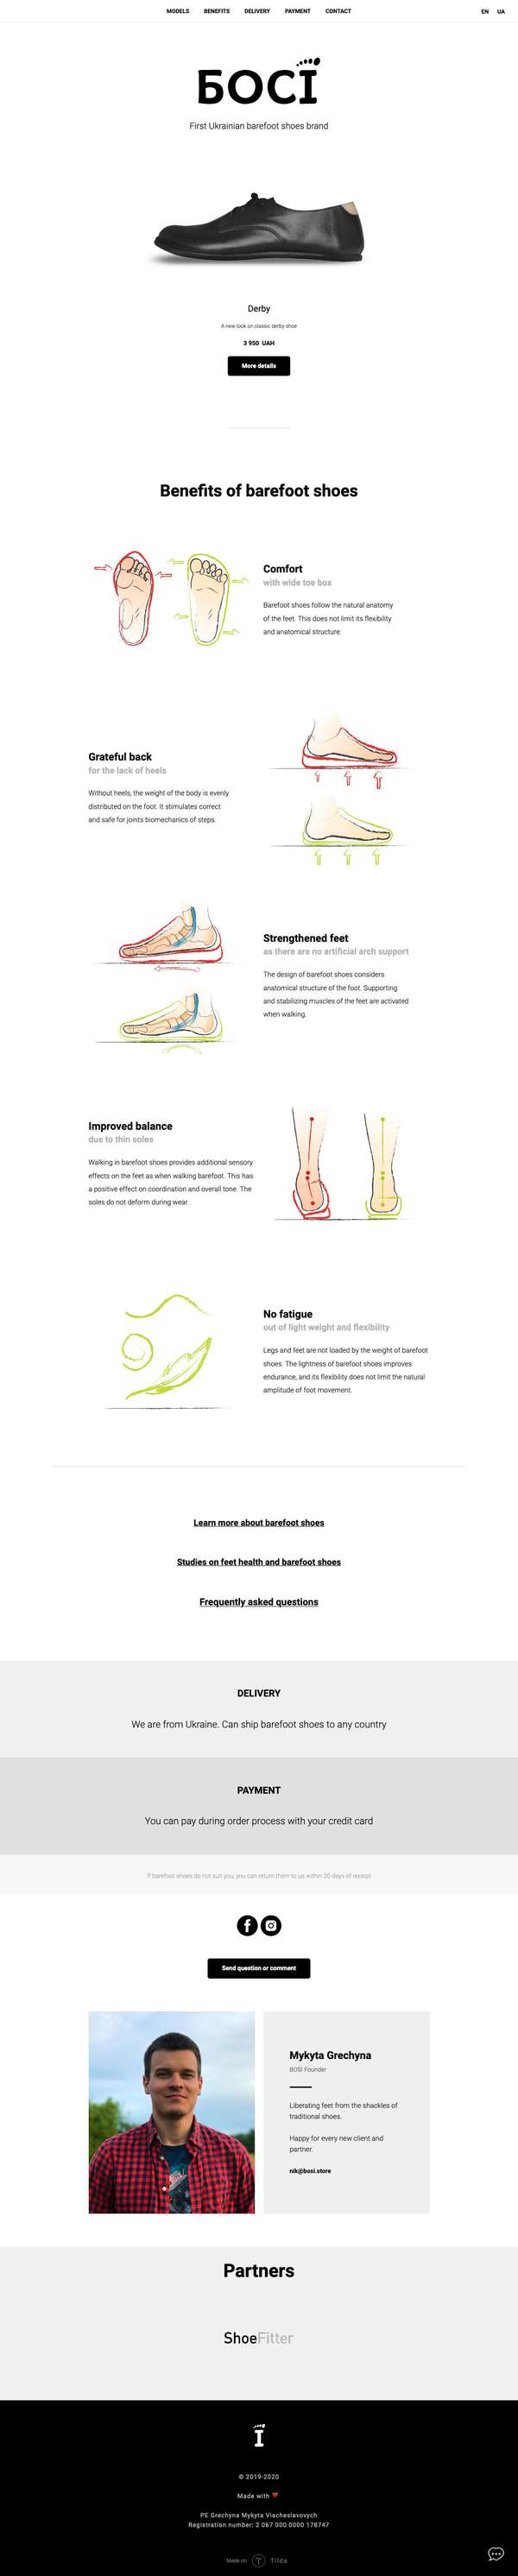 MODELS BENEFITS DELIVERY PAYMENT CONTACT EN UA
БОСІ
First Ukrainian barefoot shoes brand
Derby
A new look on classic derby shoe
3 950 UAH
More details
Benefits of barefoot shoes
Comfort
with wide toe box
Barefoot shoes follow the natural anatomy
of the feet. This does not limit its flexibility
and anatomical structure.
Grateful back
for the lack of heels
Without heels, the weight of the body is evenly
distributed on the foot. It stimulates correct
and safe for joints biomechanics of steps.
Strengthened feet
as there are no artificial arch support
The design of barefoot shoes considers
anatomical structure of the foot. Supporting
and stabilizing muscles of the feet are activated
when walking.
Improved balance
due to thin soles
Walking in barefoot shoes provides additional sensory
effects on the feet as when walking barefoot. This has
a positive effect on coordination and overall tone. The
soles do not deform during wear.
No fatigue
out of light weight and flexibility
Legs and feet are not loaded by the weight of barefoot
shoes. The lightness of barefoot shoes improves
endurance, and its flexibility does not limit the natural
amplitude of foot movement.
Learn more about barefoot shoes
Studies on feet health and barefoot shoes
Frequently asked questions
DELIVERY
We are from Ukraine. Can ship barefoot shoes to any country
PAYMENT
You can pay during order process with your credit card
If barefoot shoes do not suit you, you can return them to us within 20 days of receipt
Send question or comment
Mykyta Grechyna
BOSI Founder
Liberating feet from the shackles of
traditional shoes.
Happy for every new client and
partner.
nik@bosi.store
Partners
ShoeFitter
Ї
© 2019-2020
Made with ❤
PE Grechyna Mykyta Viacheslavovych
Registration number: 2 067 000 0000 178747
Made on Tilda